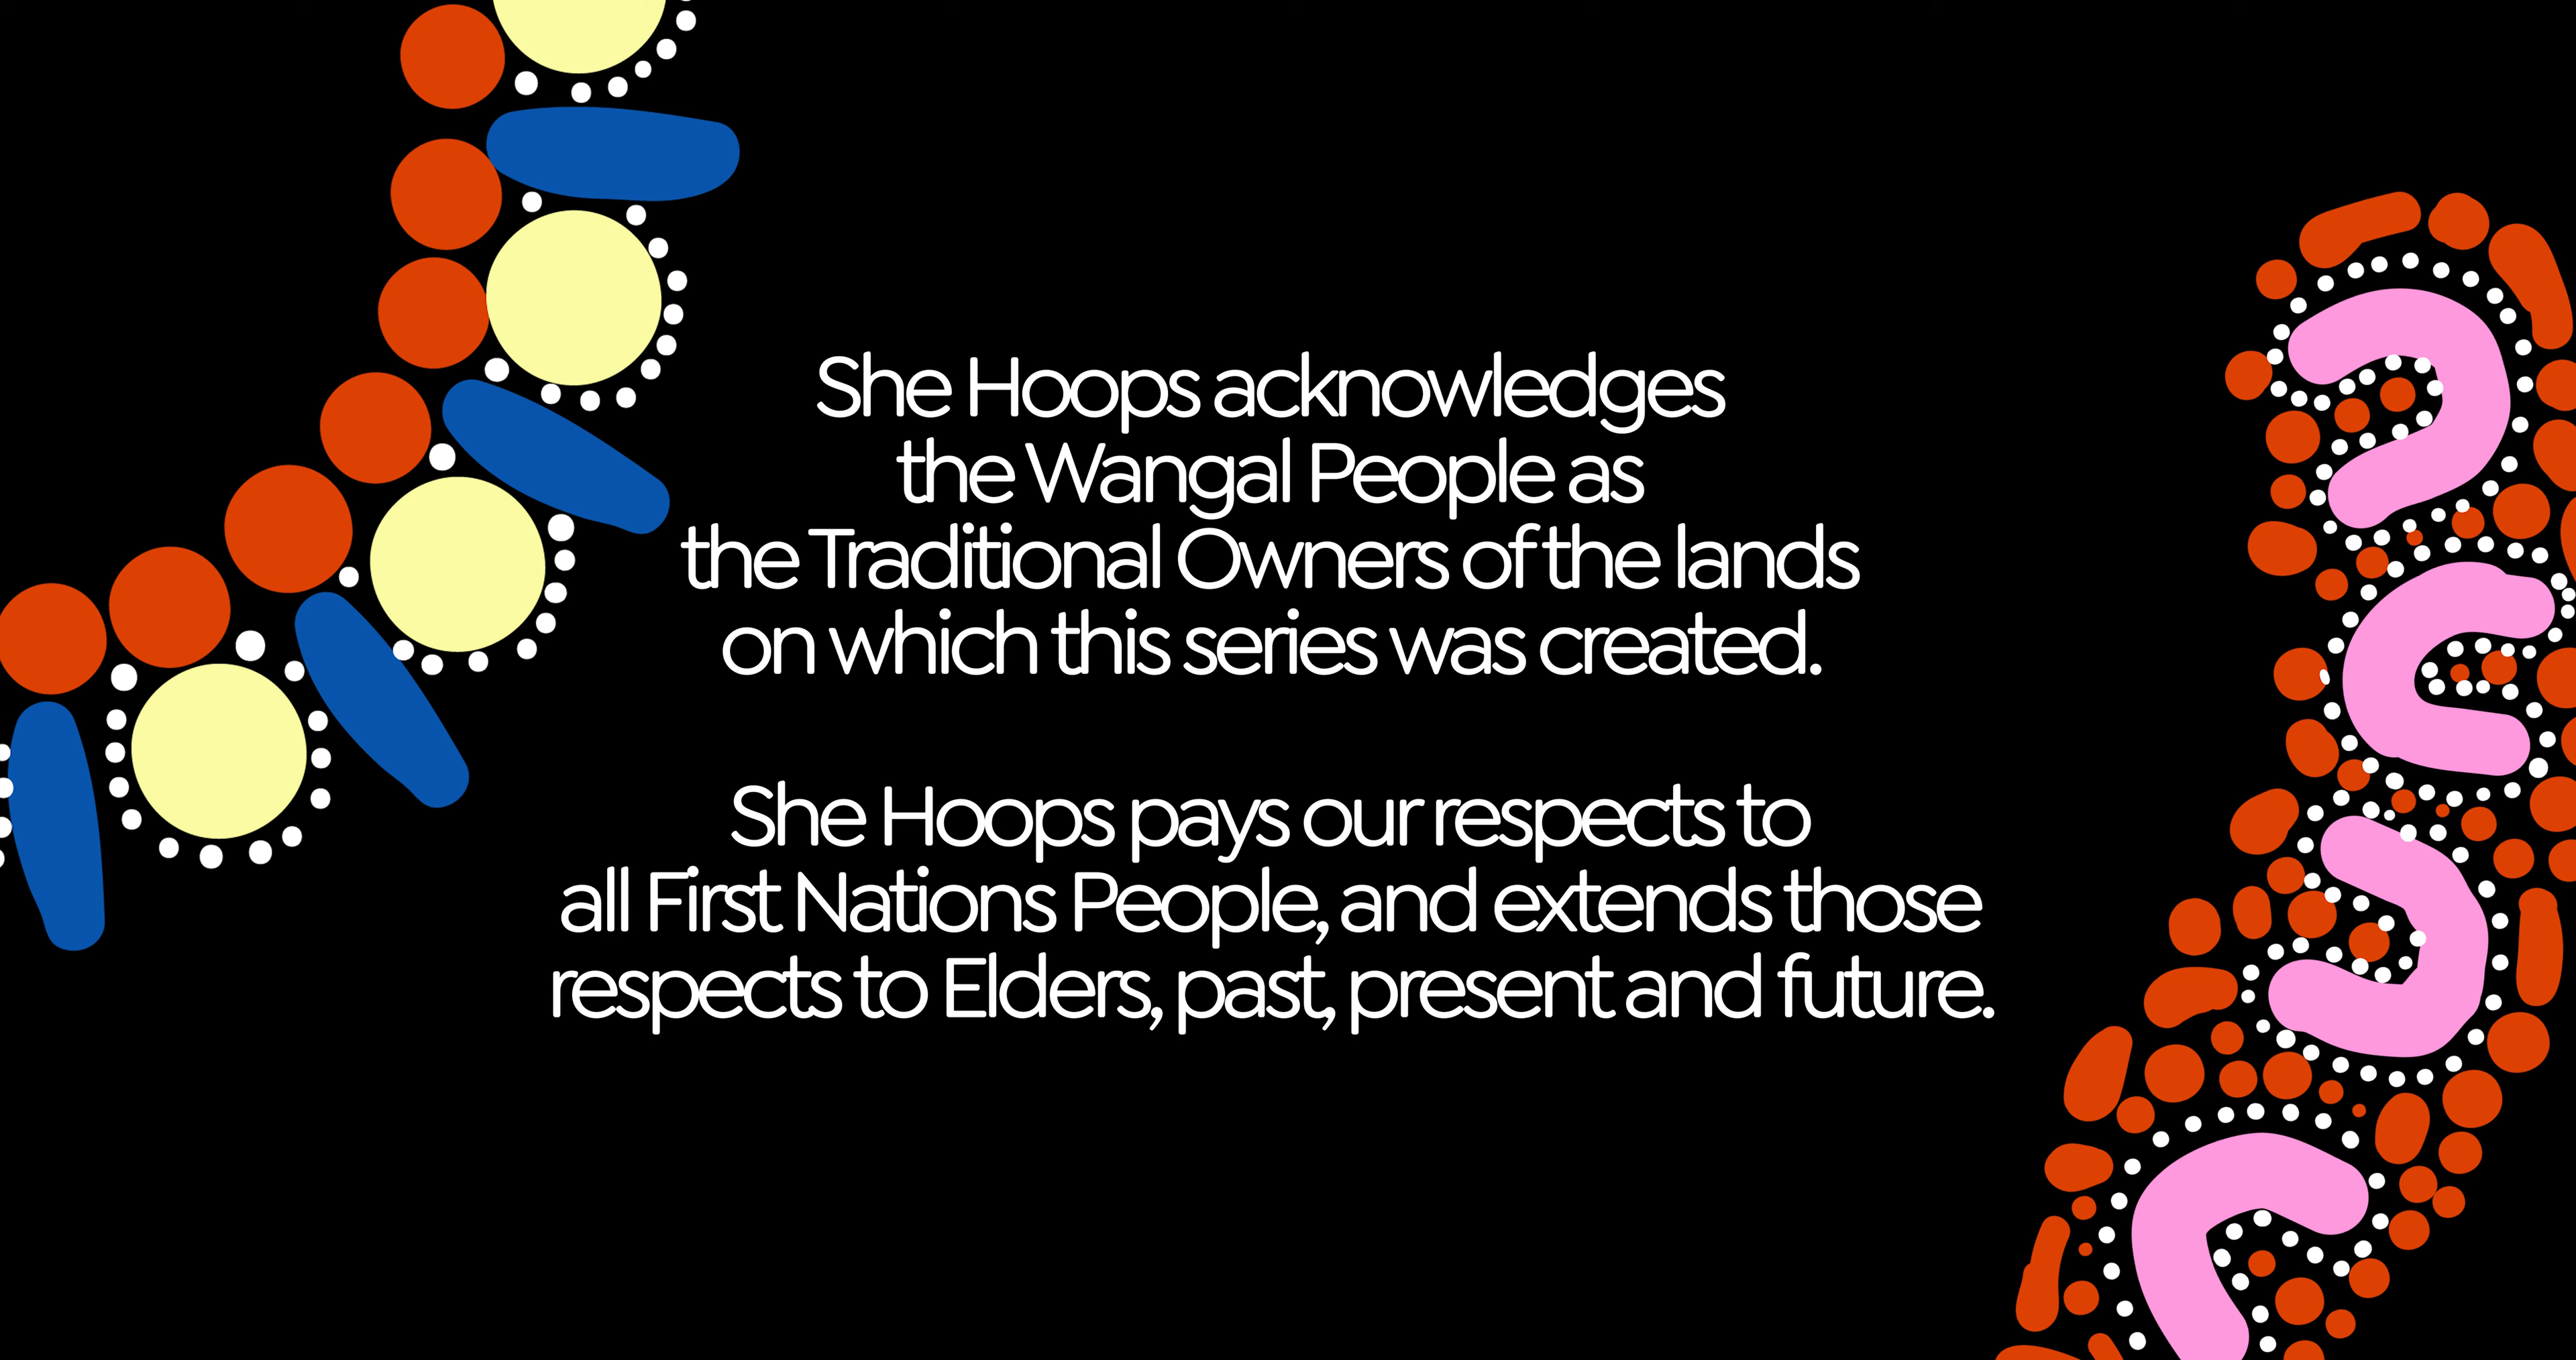 She Hoops acknowledges
the Wangal People as
the Traditional Owners of the lands
on which this series was created.
She Hoops pays our respects to
all First Nations People, and extends those
respects to Elders, past, present and future.